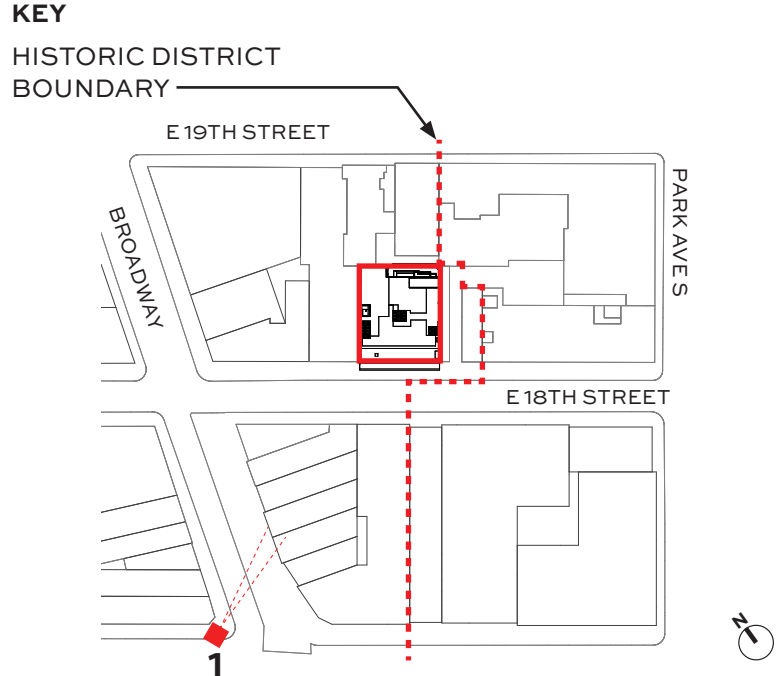 KEY
HISTORIC DISTRICT
BOUNDARY
E 19TH STREET
BROADWAY
PARK AVE S
E 18TH STREET
1
N